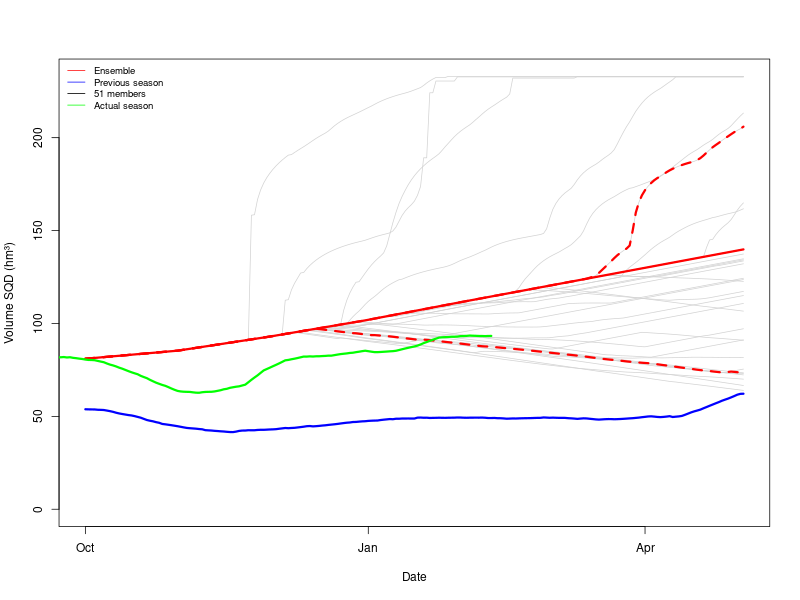 Ensemble
Previous season
51 members
Actual season
Volume SQD (hm³)
0
50
100
150
200
Oct
Jan
Apr
Date